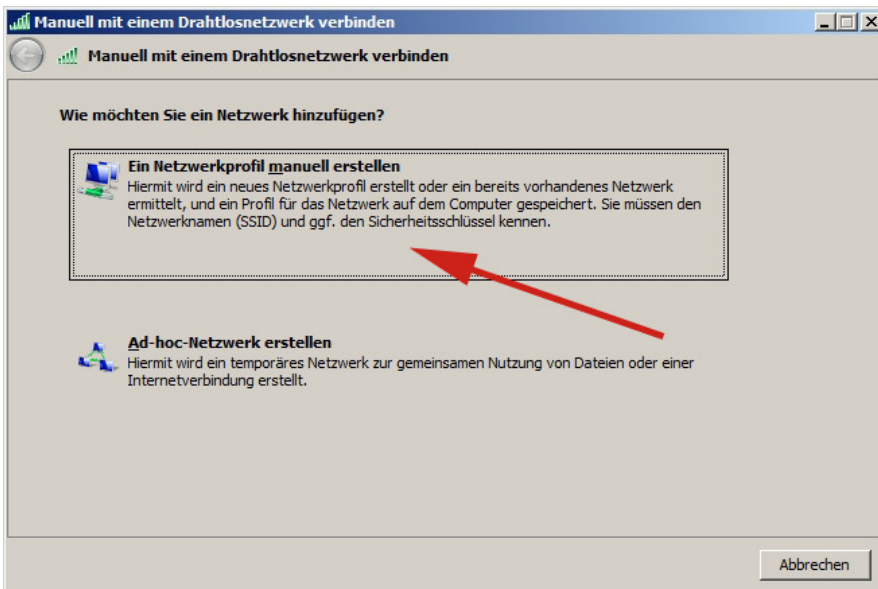 Manuell mit einem Drahtlosnetzwerk verbinden
Manuell mit einem Drahtlosnetzwerk verbinden
Wie möchten Sie ein Netzwerk hinzufügen?
Ein Netzwerkprofil manuell erstellen
Hiermit wird ein neues Netzwerkprofil erstellt oder ein bereits vorhandenes Netzwerk
ermittelt, und ein Profil für das Netzwerk auf dem Computer gespeichert. Sie müssen den
Netzwerknamen (SSID) und ggf. den Sicherheitsschlüssel kennen.
Ad-hoc-Netzwerk erstellen
Hiermit wird ein temporäres Netzwerk zur gemeinsamen Nutzung von Dateien oder einer
Internetverbindung erstellt.
Abbrechen